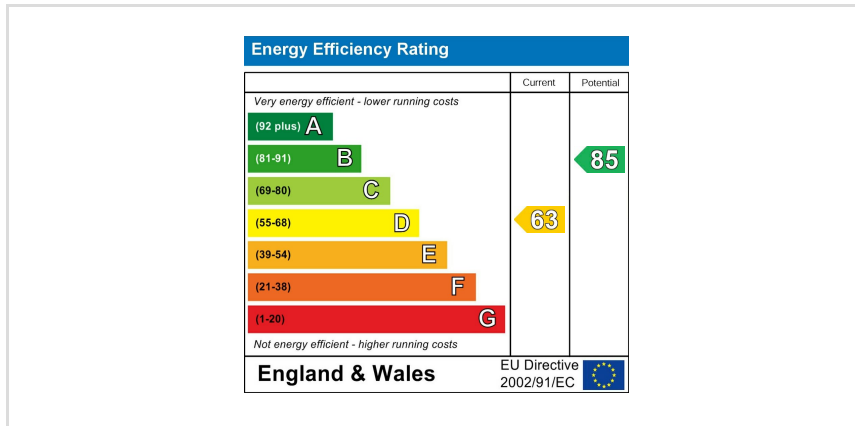 Energy Efficiency Rating
Current Potential
Very energy efficient - lower running costs
(92 plus) A
(81-91) B
85
(69-80) C
(55-68) D
63
(39-54) E
(21-38) F
(1-20) G
Not energy efficient - higher running costs
England & Wales
EU Directive
2002/91/EC